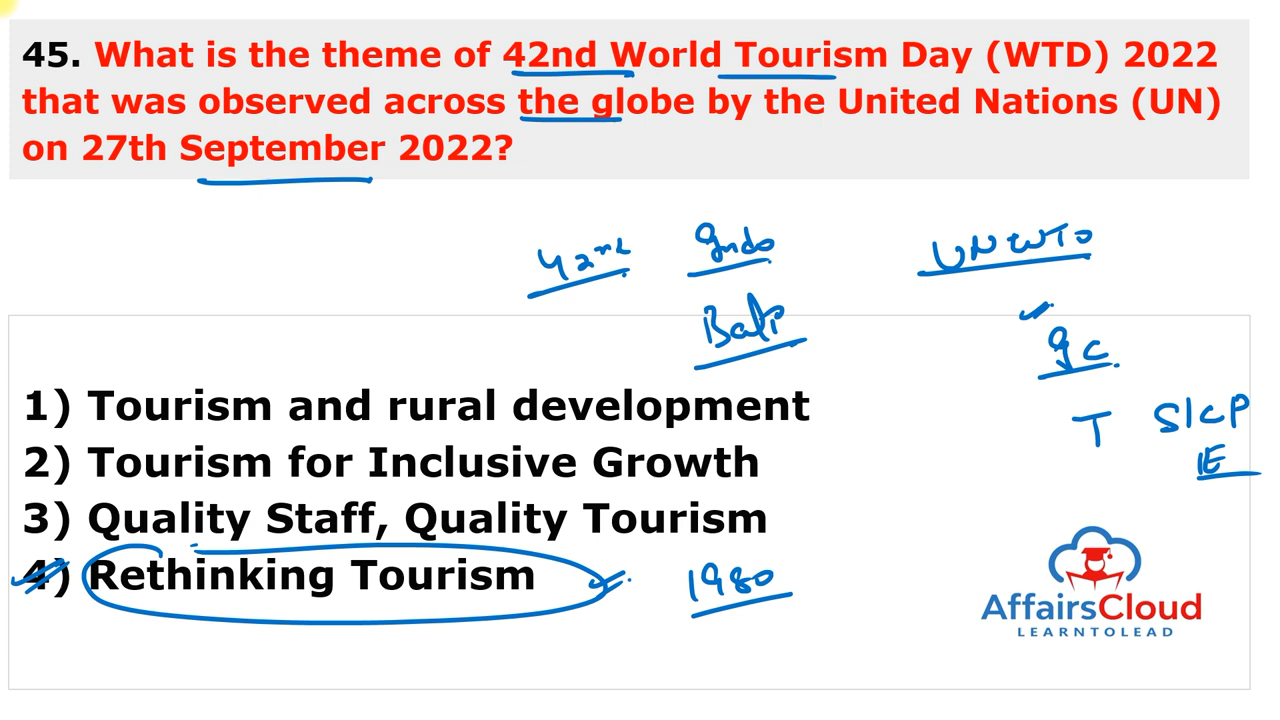 45. What is the theme of 42nd World Tourism Day (WTD) 2022
that was observed across the globe by the United Nations (UN)
on 27th September 2022?
42nd Indo UNWTO
Bali
gc
T S/CP
IE
1) Tourism and rural development
2) Tourism for Inclusive Growth
3) Quality Staff, Quality Tourism
4) Rethinking Tourism 1980
AffairsCloud
LEARNTOLEAD